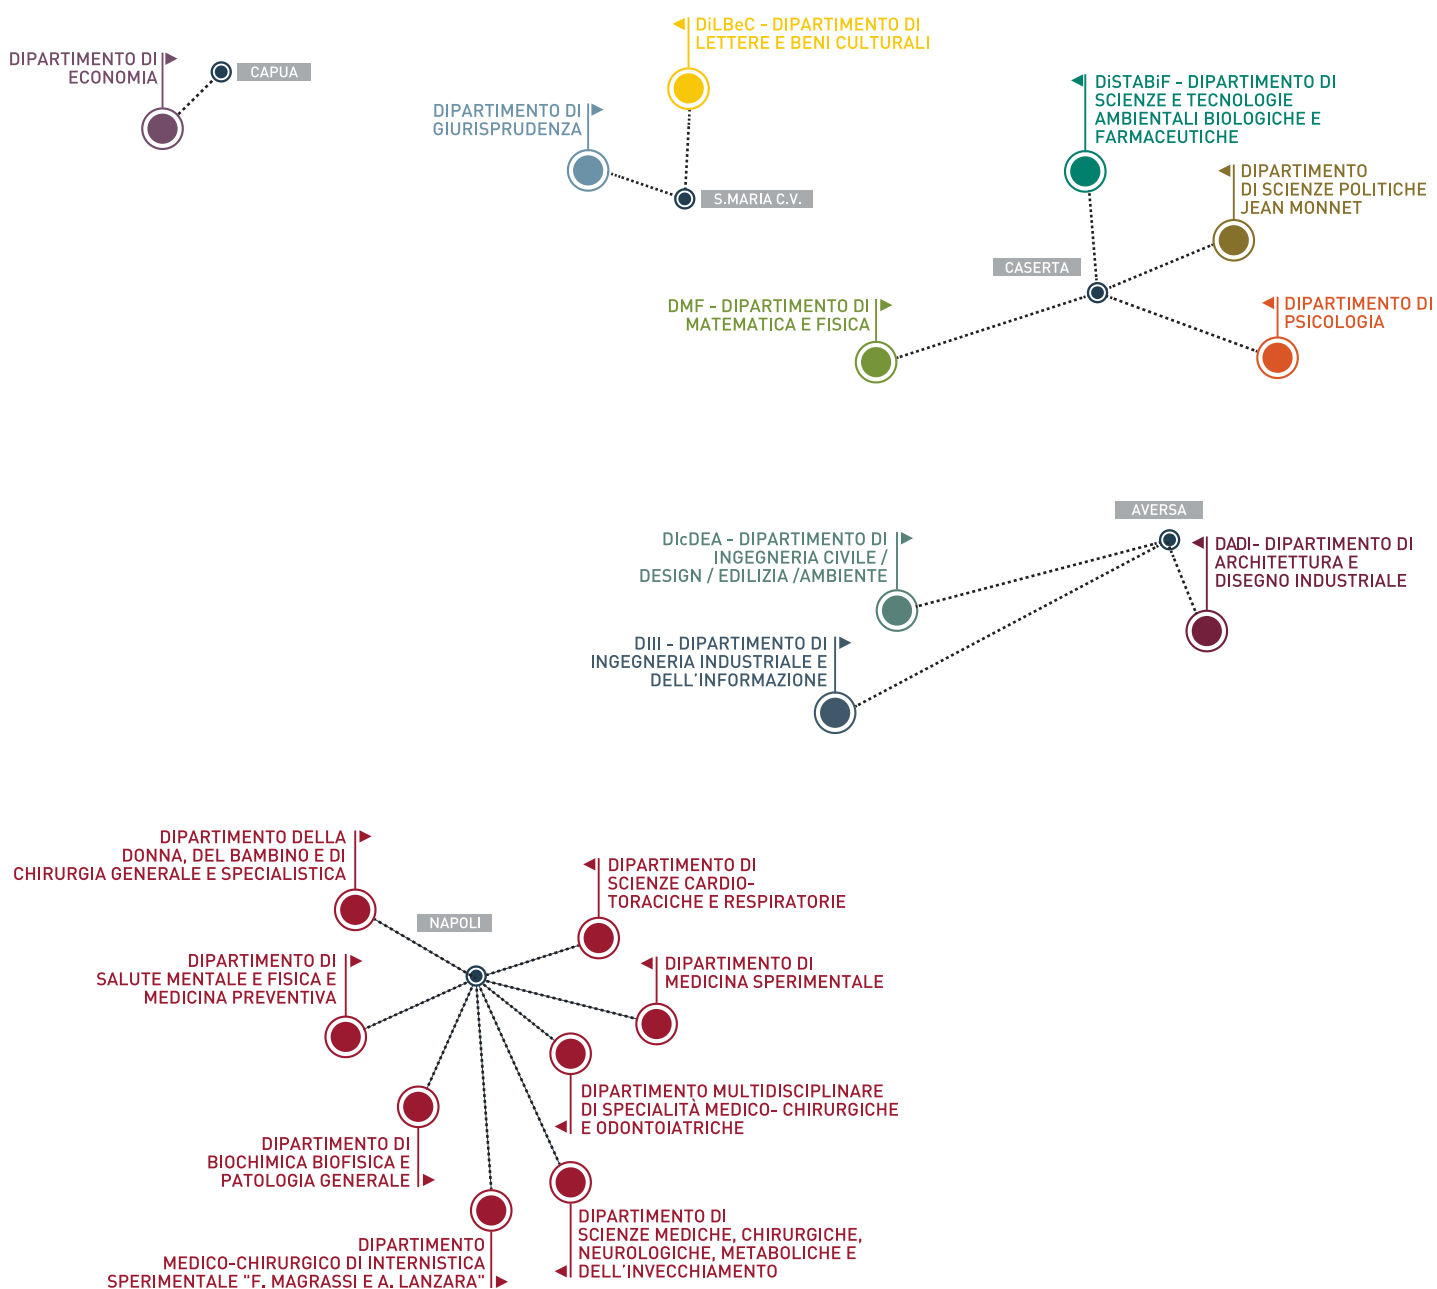 DIPARTIMENTO DI
ECONOMIA
CAPUA
DiLBeC - DIPARTIMENTO DI
LETTERE E BENI CULTURALI
DIPARTIMENTO DI
GIURISPRUDENZA
S.MARIA C.V.
DiSTABiF - DIPARTIMENTO DI
SCIENZE E TECNOLOGIE
AMBIENTALI BIOLOGICHE E
FARMACEUTICHE
DIPARTIMENTO
DI SCIENZE POLITICHE
JEAN MONNET
CASERTA
DMF - DIPARTIMENTO DI
MATEMATICA E FISICA
DIPARTIMENTO DI
PSICOLOGIA
AVERSA
DIcDEA - DIPARTIMENTO DI
INGEGNERIA CIVILE /
DESIGN / EDILIZIA /AMBIENTE
DADI- DIPARTIMENTO DI
ARCHITETTURA E
DISEGNO INDUSTRIALE
DIII - DIPARTIMENTO DI
INGEGNERIA INDUSTRIALE E
DELL'INFORMAZIONE
DIPARTIMENTO DELLA
DONNA, DEL BAMBINO E DI
CHIRURGIA GENERALE E SPECIALISTICA
DIPARTIMENTO DI
SCIENZE CARDIO-
TORACICHE E RESPIRATORIE
NAPOLI
DIPARTIMENTO DI
SALUTE MENTALE E FISICA E
MEDICINA PREVENTIVA
DIPARTIMENTO DI
MEDICINA SPERIMENTALE
DIPARTIMENTO MULTIDISCIPLINARE
DI SPECIALITÀ MEDICO- CHIRURGICHE
E ODONTOIATRICHE
DIPARTIMENTO DI
BIOCHIMICA BIOFISICA E
PATOLOGIA GENERALE
DIPARTIMENTO
MEDICO-CHIRURGICO DI INTERNISTICA
SPERIMENTALE "F. MAGRASSI E A. LANZARA"
DIPARTIMENTO DI
SCIENZE MEDICHE, CHIRURGICHE,
NEUROLOGICHE, METABOLICHE E
DELL'INVECCHIAMENTO